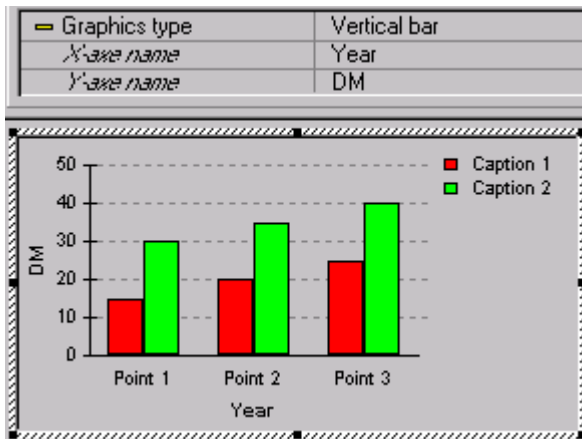 Graphics type Vertical bar
X-axe name Year
Y-axe name DM
50
40
30
20
10
0
DM
Caption 1
Caption 2
Point 1 Point 2 Point 3
Year